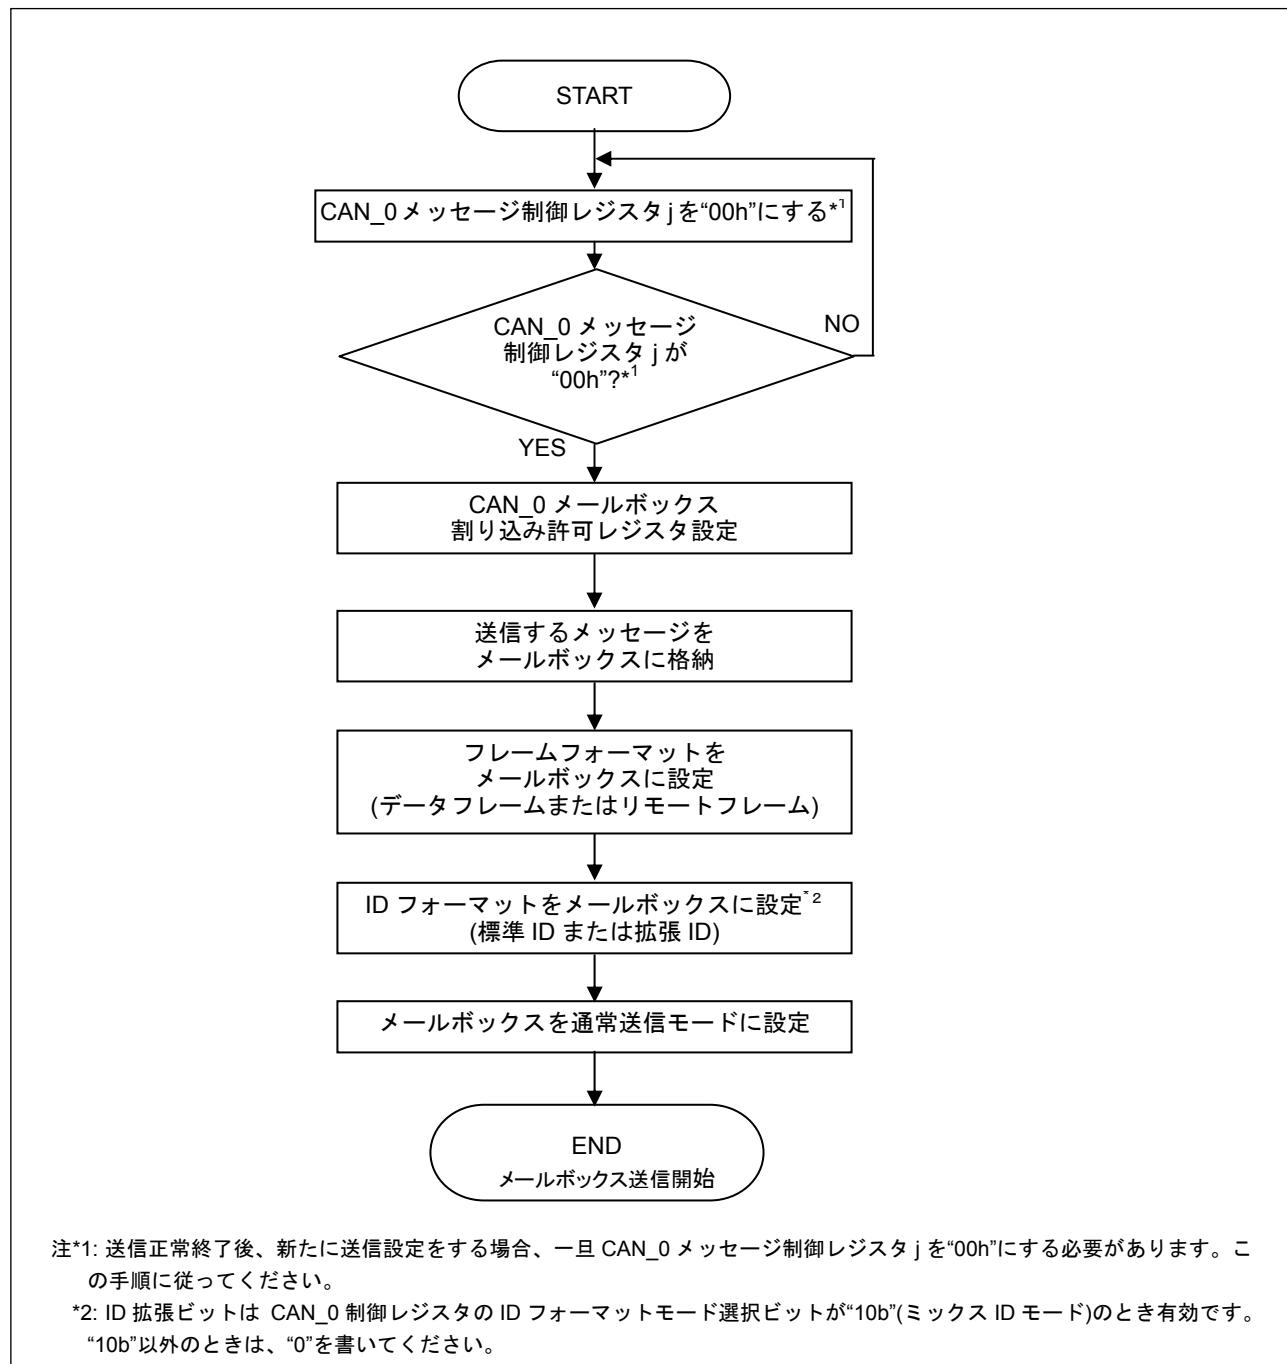 START
CAN_0 メッセージ制御レジスタ j を“00h”にする*1
CAN_0 メッセージ
制御レジスタ j が
“00h”?*1
NO
YES
CAN_0 メールボックス
割り込み許可レジスタ設定
送信するメッセージを
メールボックスに格納
フレームフォーマットを
メールボックスに設定
(データフレームまたはリモートフレーム)
ID フォーマットをメールボックスに設定*2
(標準 ID または拡張 ID)
メールボックスを通常送信モードに設定
END
メールボックス送信開始
注*1: 送信正常終了後、新たに送信設定をする場合、一旦 CAN_0 メッセージ制御レジスタ j を“00h”にする必要があります。こ
の手順に従ってください。
*2: ID 拡張ビットは CAN_0 制御レジスタの ID フォーマットモード選択ビットが“10b”(ミックス ID モード)のとき有効です。
“10b”以外のときは、“0”を書いてください。